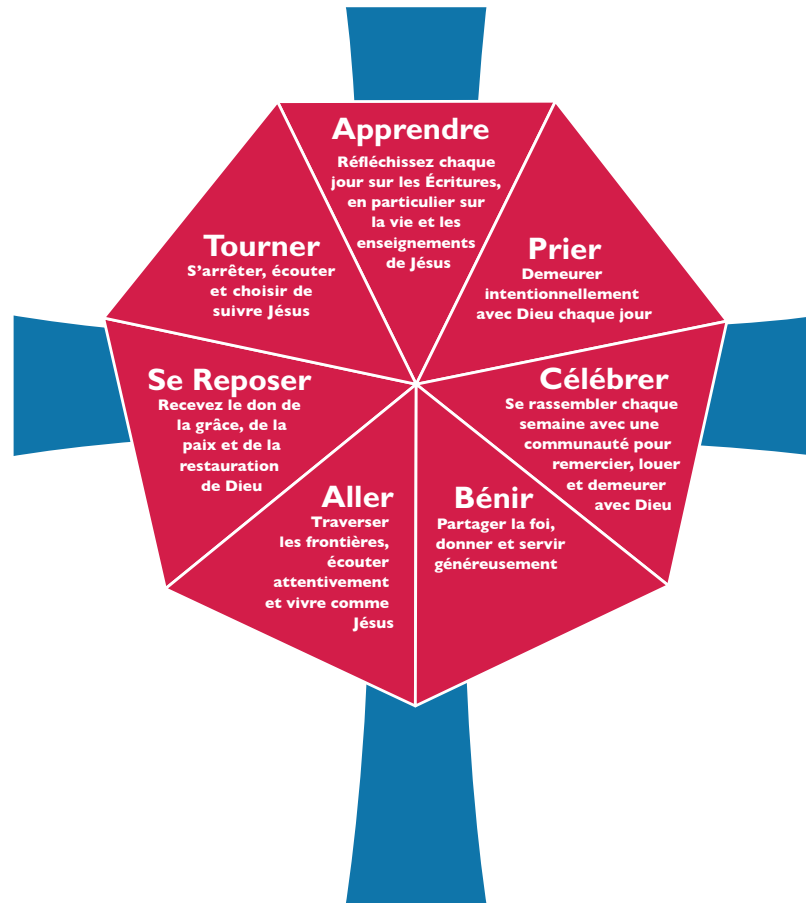 Apprendre
Réfléchissez chaque
jour sur les Écritures,
en particulier sur
la vie et les
enseignements
de Jésus
Prier
Demeurer
intentionnellement
avec Dieu chaque jour
Célébrer
Se rassembler chaque
semaine avec une
communauté pour
remercier, louer
et demeurer
avec Dieu
Bénir
Partager la foi,
donner et servir
généreusement
Aller
Traverser
les frontières,
écouter
attentivement
et vivre comme
Jésus
Se Reposer
Recevez le don de
la grâce, de la
paix et de la
restauration
de Dieu
Tourner
S'arrêter, écouter
et choisir de
suivre Jésus